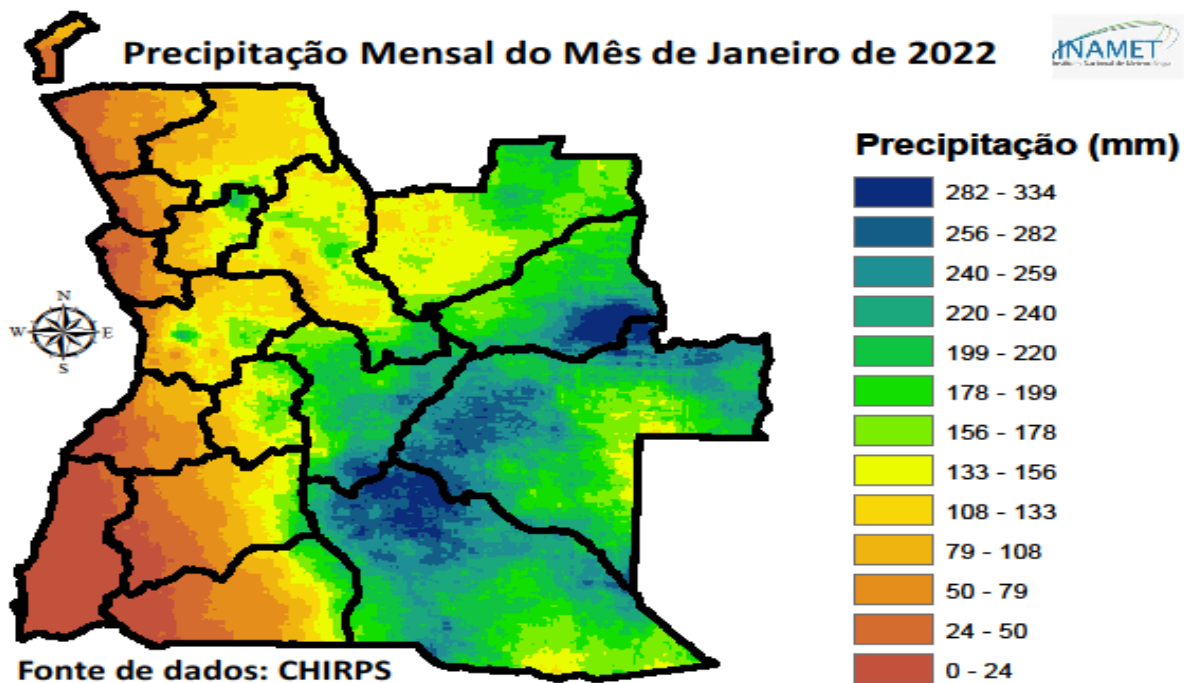 Precipitação Mensal do Mês de Janeiro de 2022
INAMET
N
W
E
S
Precipitação (mm)
282 - 334
256 - 282
240 - 259
220 - 240
199 - 220
178 - 199
156 - 178
133 - 156
108 - 133
79 - 108
50 - 79
24 - 50
0 - 24
Fonte de dados: CHIRPS